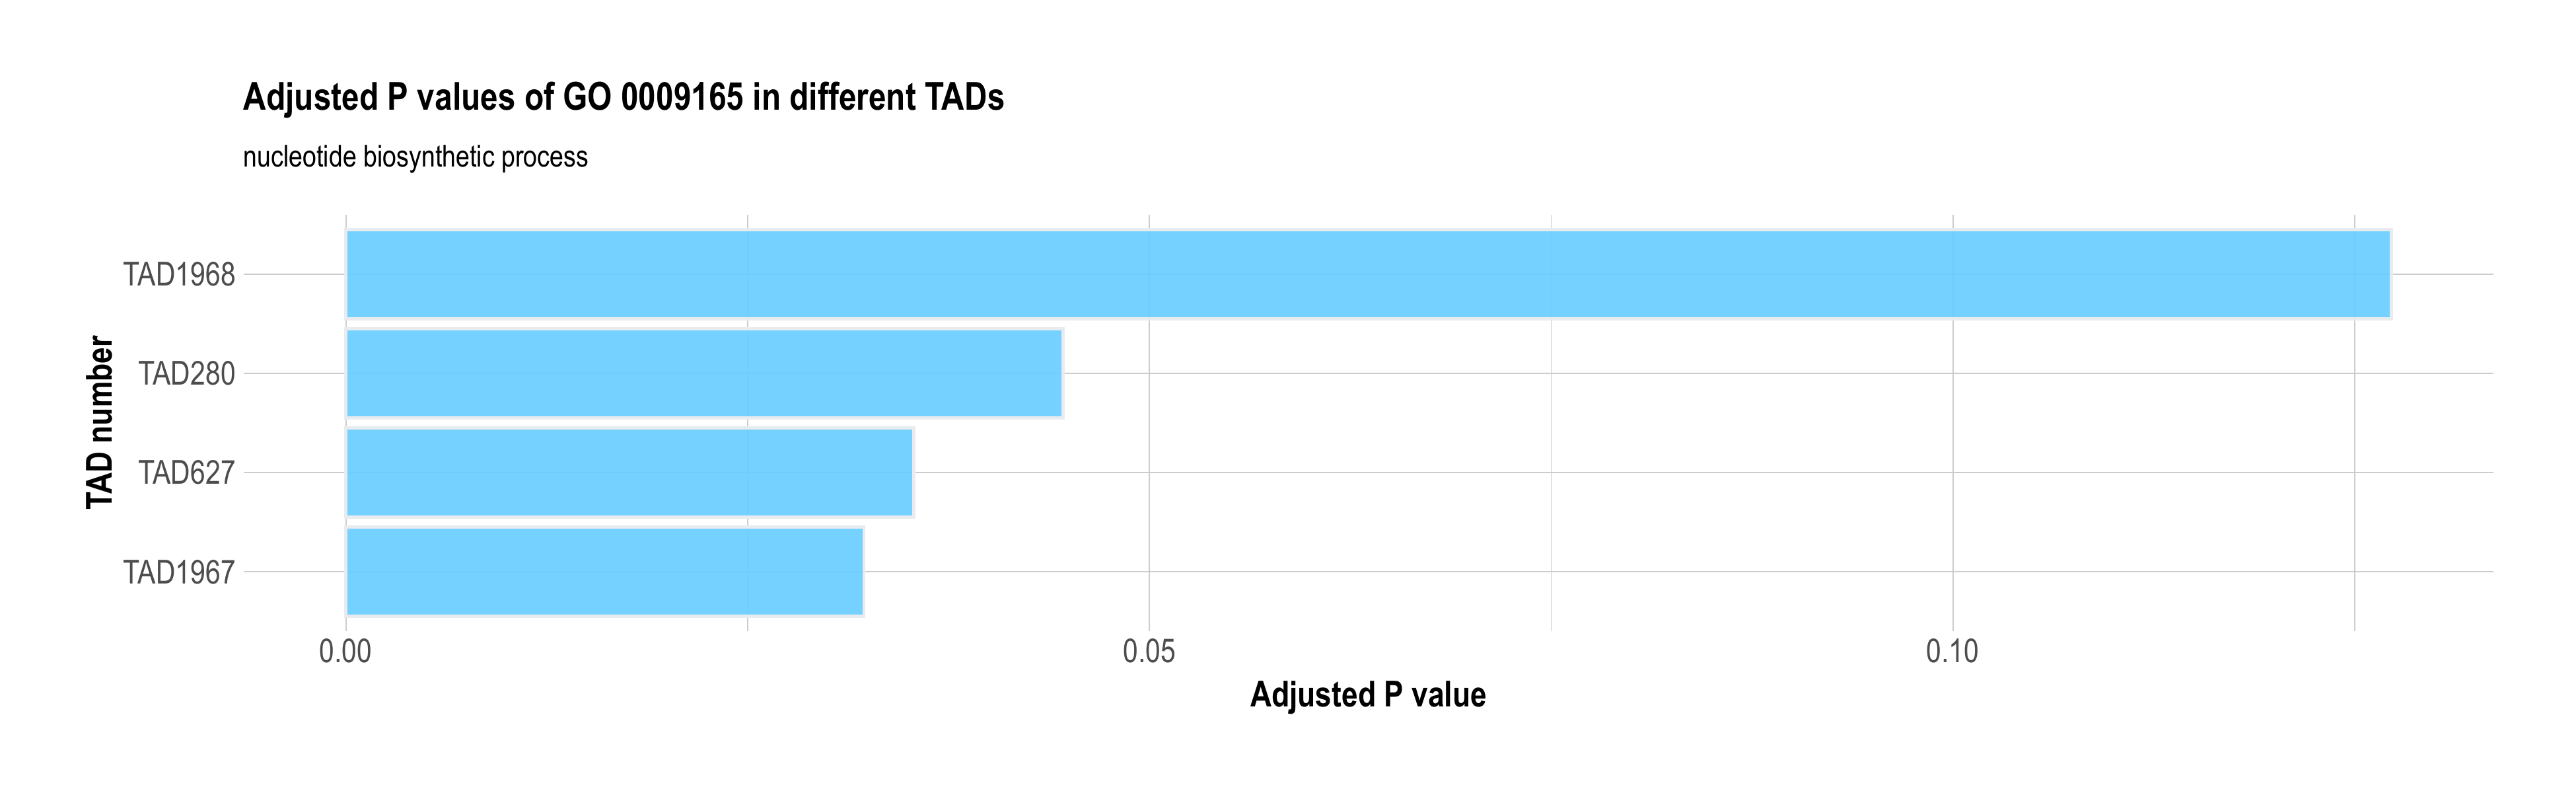 Adjusted P values of GO 0009165 in different TADs
nucleotide biosynthetic process
TAD number
TAD1968
TAD280
TAD627
TAD1967
0.00 0.05 0.10
Adjusted P value